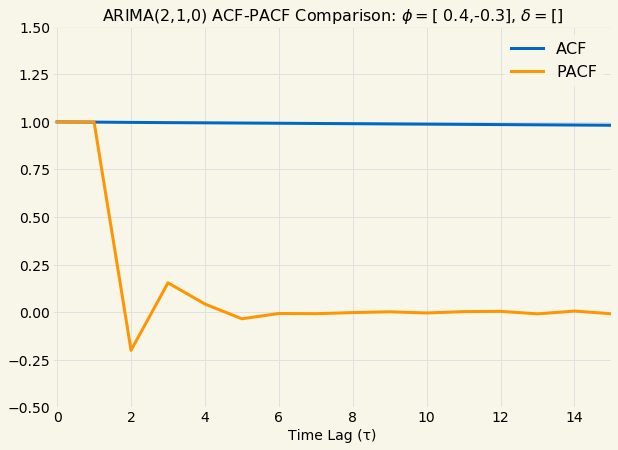 ARIMA(2,1,0) ACF-PACF Comparison: ϕ = [ 0.4,-0.3], δ = []
1.50
1.25
1.00
0.75
0.50
0.25
0.00
−0.25
−0.50
ACF
PACF
0 2 4 6 8 10 12 14
Time Lag (τ)